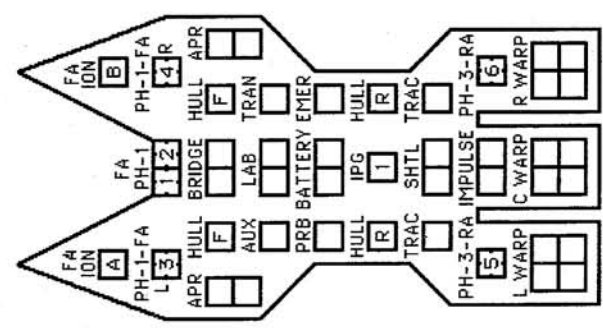 FA FA
ION ION
A B
FA
PH-1-FA PH-1 PH-1-FA
L 3 1 2 4 R
APR HULL BRIDGE HULL APR
F F
AUX LAB TRAN
PRB BATTERY EMER
HULL IPG HULL
R 1 R
TRAC SHTL TRAC
PH-3-RA IMPULSE PH-3-RA
5 6
L WARP C WARP R WARP